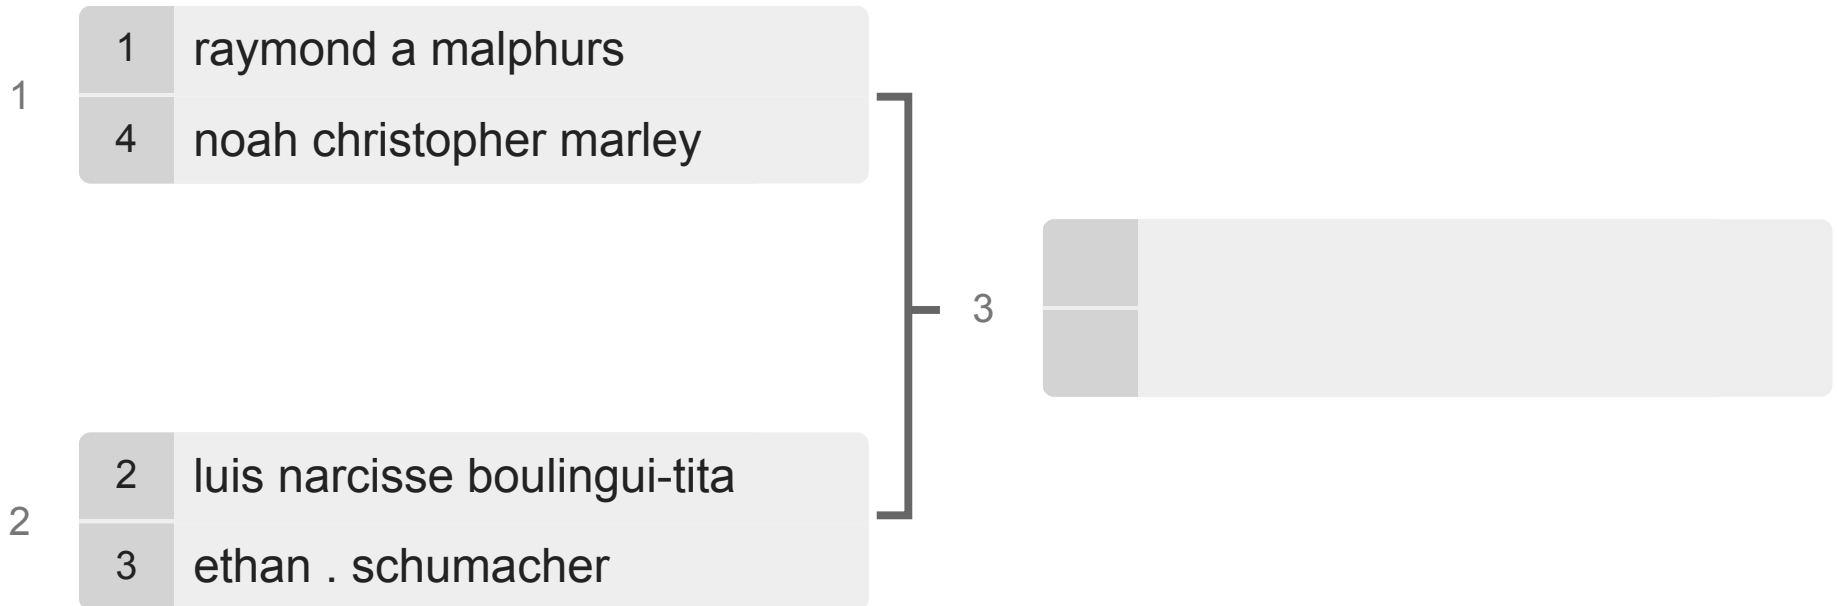 1
1 raymond a malphurs
4 noah christopher marley
3
2
2 luis narcisse boulingui-tita
3 ethan . schumacher